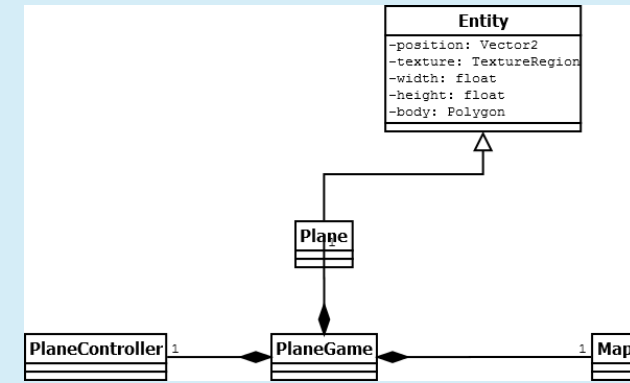 Entity
-position: Vector2
-texture: TextureRegion
-width: float
-height: float
-body: Polygon
Plane
1
PlaneController 1 PlaneGame 1 Map